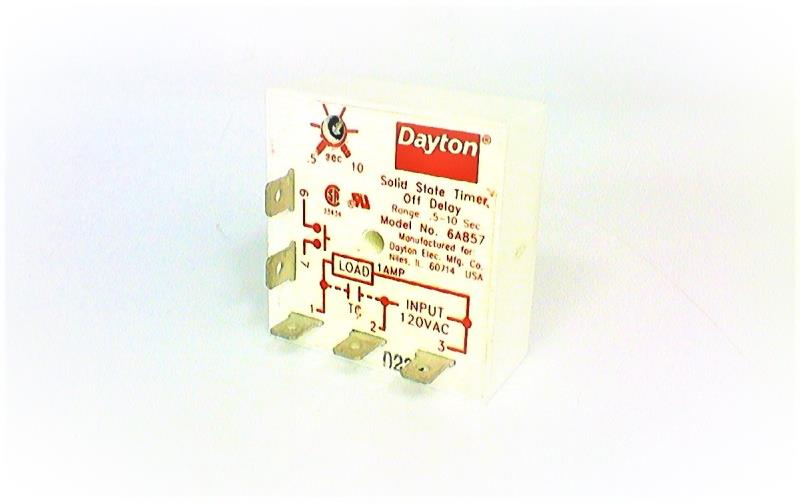 Dayton®
.5 sec 10
Solid State Timer
Off Delay
Range .5-10 Sec
Model No. 6A857
Manufactured for
Dayton Elec. Mfg. Co.
Niles, IL 60714 USA
6
7
LOAD 1AMP
TC
INPUT
120VAC
1
2
3